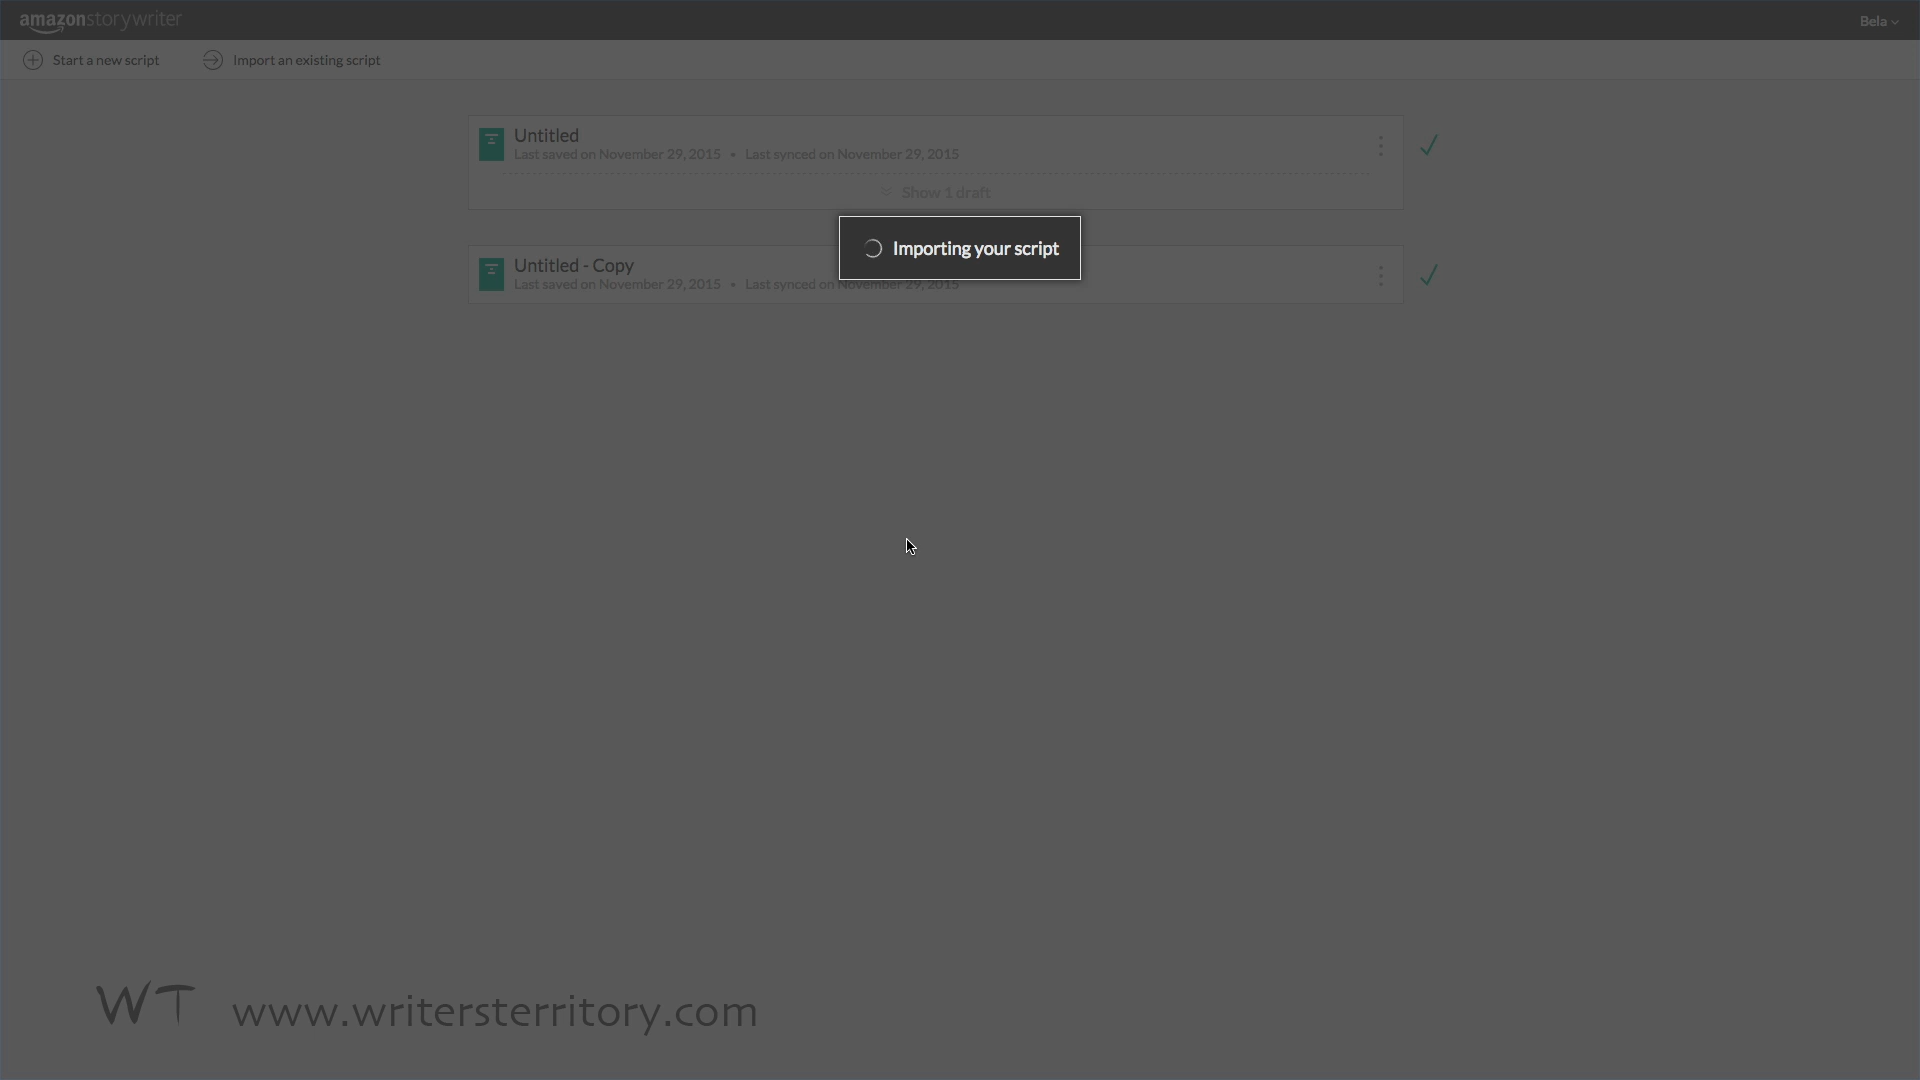 amazonstorywriter
Bela
Start a new script
Import an existing script
Untitled
Last saved on November 29, 2015 • Last synced on November 29, 2015
Show 1 draft
Importing your script
Untitled - Copy
Last saved on November 29, 2015 • Last synced on November 29, 2015
WT www.writersterritory.com